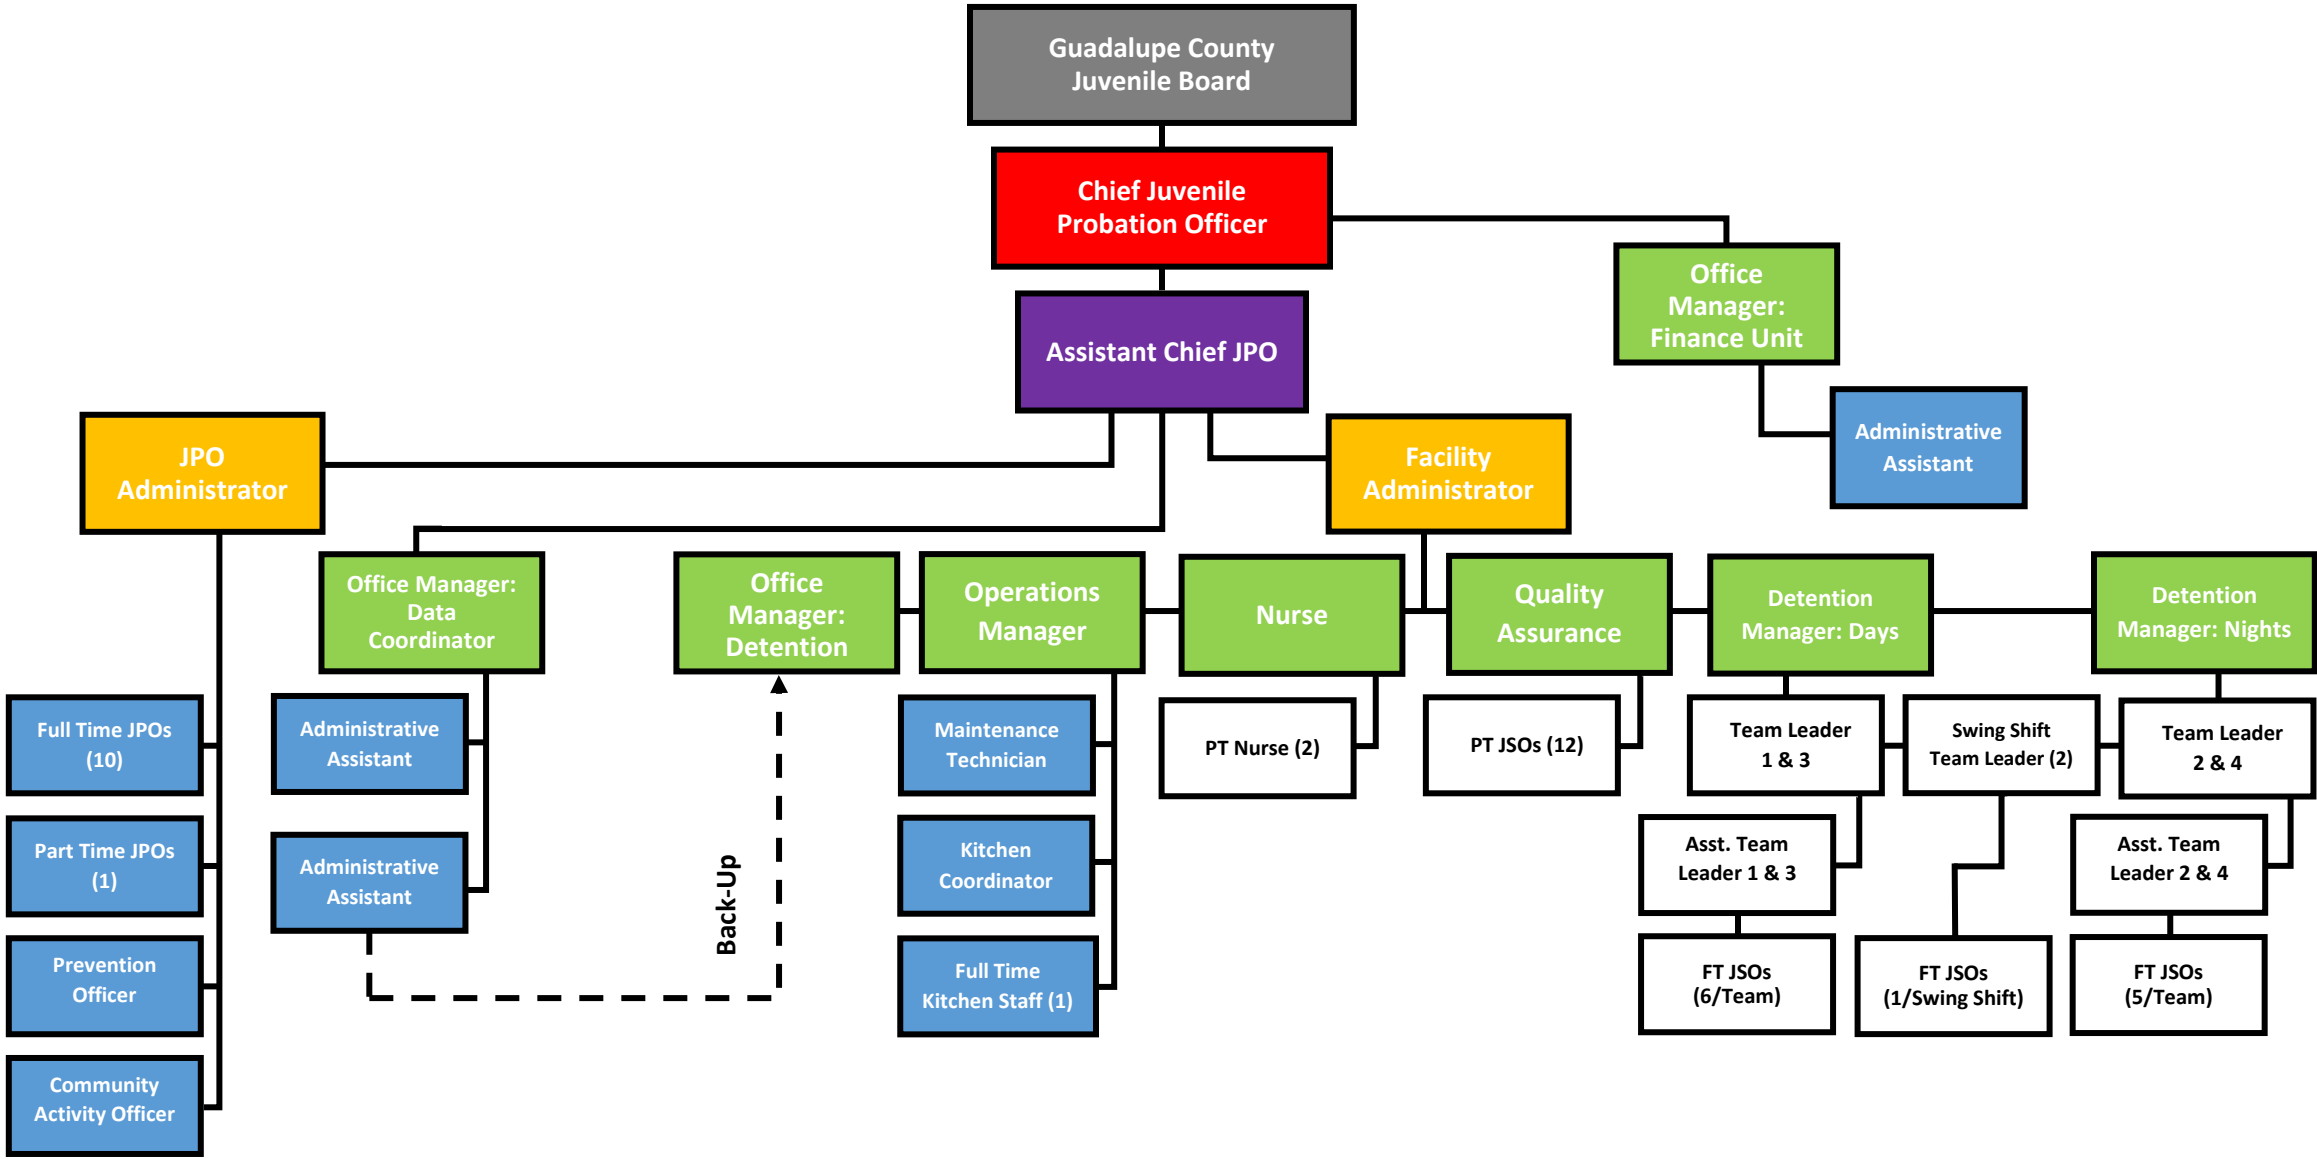 Guadalupe County
Juvenile Board
Chief Juvenile
Probation Officer
Office
Manager:
Finance Unit
Assistant Chief JPO
Administrative
Assistant
JPO
Administrator
Facility
Administrator
Office Manager:
Data
Coordinator
Office
Manager:
Detention
Operations
Manager
Nurse
Quality
Assurance
Detention
Manager: Days
Detention
Manager: Nights
Full Time JPOs
(10)
Part Time JPOs
(1)
Prevention
Officer
Community
Activity Officer
Administrative
Assistant
Administrative
Assistant
Back-Up
Maintenance
Technician
Kitchen
Coordinator
Full Time
Kitchen Staff (1)
PT Nurse (2)
PT JSOs (12)
Team Leader
1 & 3
Swing Shift
Team Leader (2)
Team Leader
2 & 4
Asst. Team
Leader 1 & 3
Asst. Team
Leader 2 & 4
FT JSOs
(6/Team)
FT JSOs
(1/Swing Shift)
FT JSOs
(5/Team)